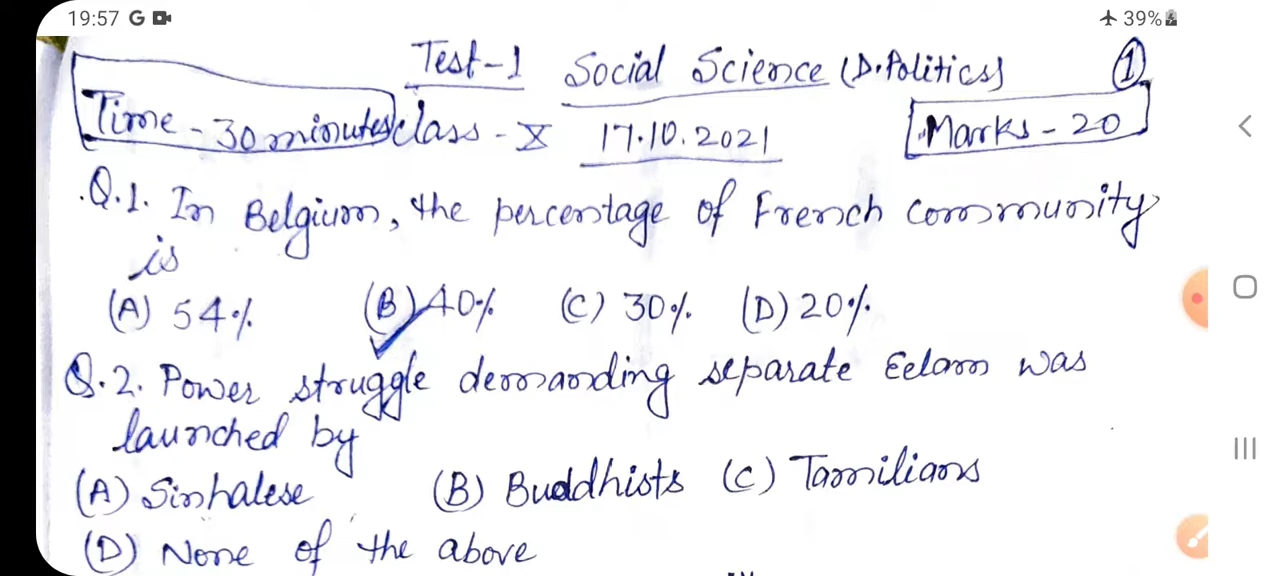 19:57 G
39%
Test-1 Social Science (D.Politics) 1
Time - 30 minutes class - X 17.10.2021 Marks - 20
Q.1. In Belgium, the percentage of French community
is
(A) 54% (B) 40% (C) 30% (D) 20%
Q.2. Power struggle demanding separate Eelam was
launched by
(A) Sinhalese (B) Buddhists (C) Tamilians
(D) None of the above